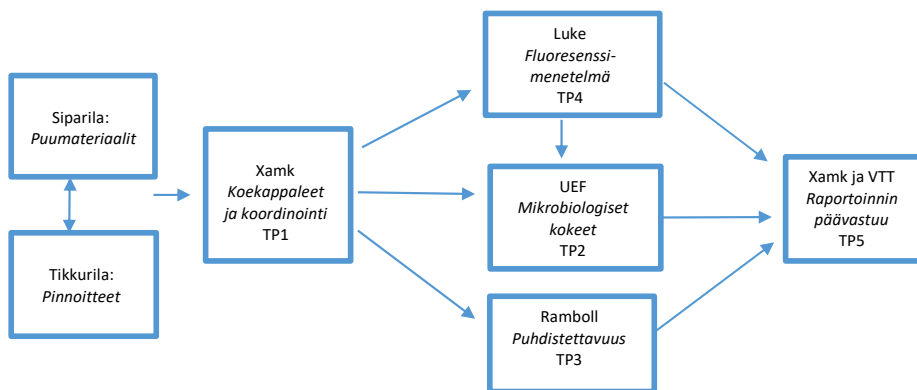 Siparila:
Puumateriaalit
Tikkurila:
Pinnoitteet
Xamk
Koekappaleet
ja koordinointi
TP1
Luke
Fluoresenssi-
menetelmä
TP4
UEF
Mikrobiologiset
kokeet
TP2
Ramboll
Puhdistettavuus
TP3
Xamk ja VTT
Raportoinnin
päävastuu
TP5